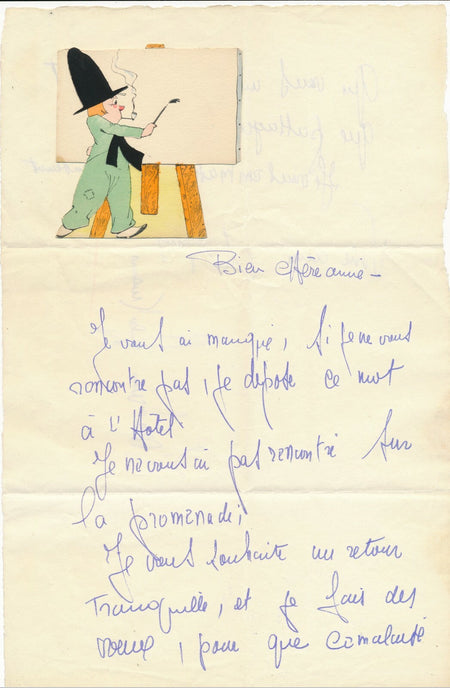 Bien chère amie –
Je vous ai manqué, si je ne vous
rencontre pas, je dépose ce mot
à l'Hôtel
Je ne vous ai pas rencontré sur
la promenade;
Je vous souhaite un retour
Tranquille, et je fais des
voeux, pour que